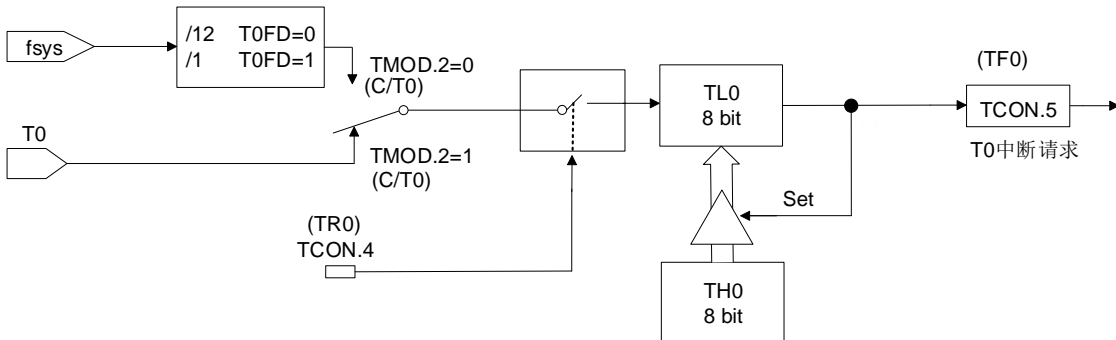 fsys
/12 T0FD=0
/1 T0FD=1
TMOD.2=0
(C/T0)
T0
TMOD.2=1
(C/T0)
(TR0)
TCON.4
TL0
8 bit
Set
TH0
8 bit
(TF0)
TCON.5
T0中断请求